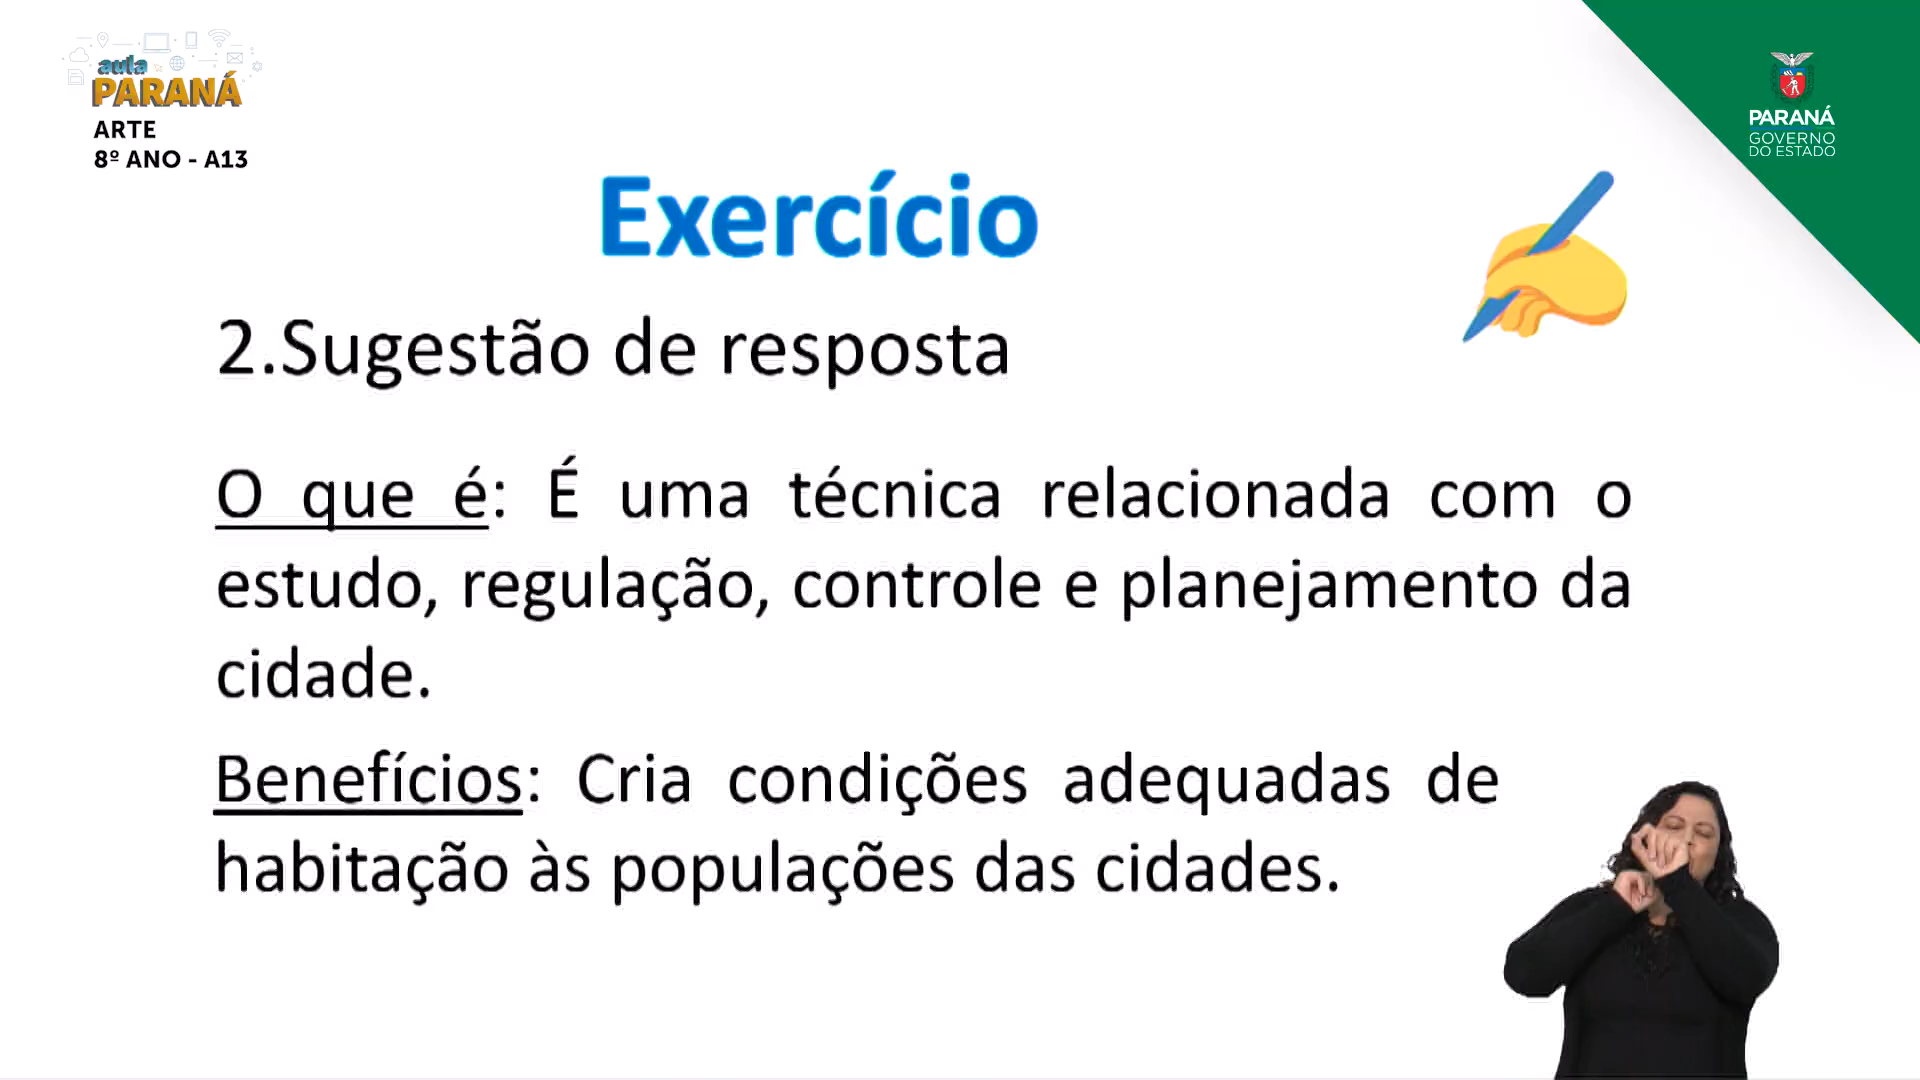 aula
PARANÁ
ARTE
8º ANO - A13
PARANÁ
GOVERNO
DO ESTADO
Exercício
2.Sugestão de resposta
O que é: É uma técnica relacionada com o
estudo, regulação, controle e planejamento da
cidade.
Benefícios: Cria condições adequadas de
habitação às populações das cidades.